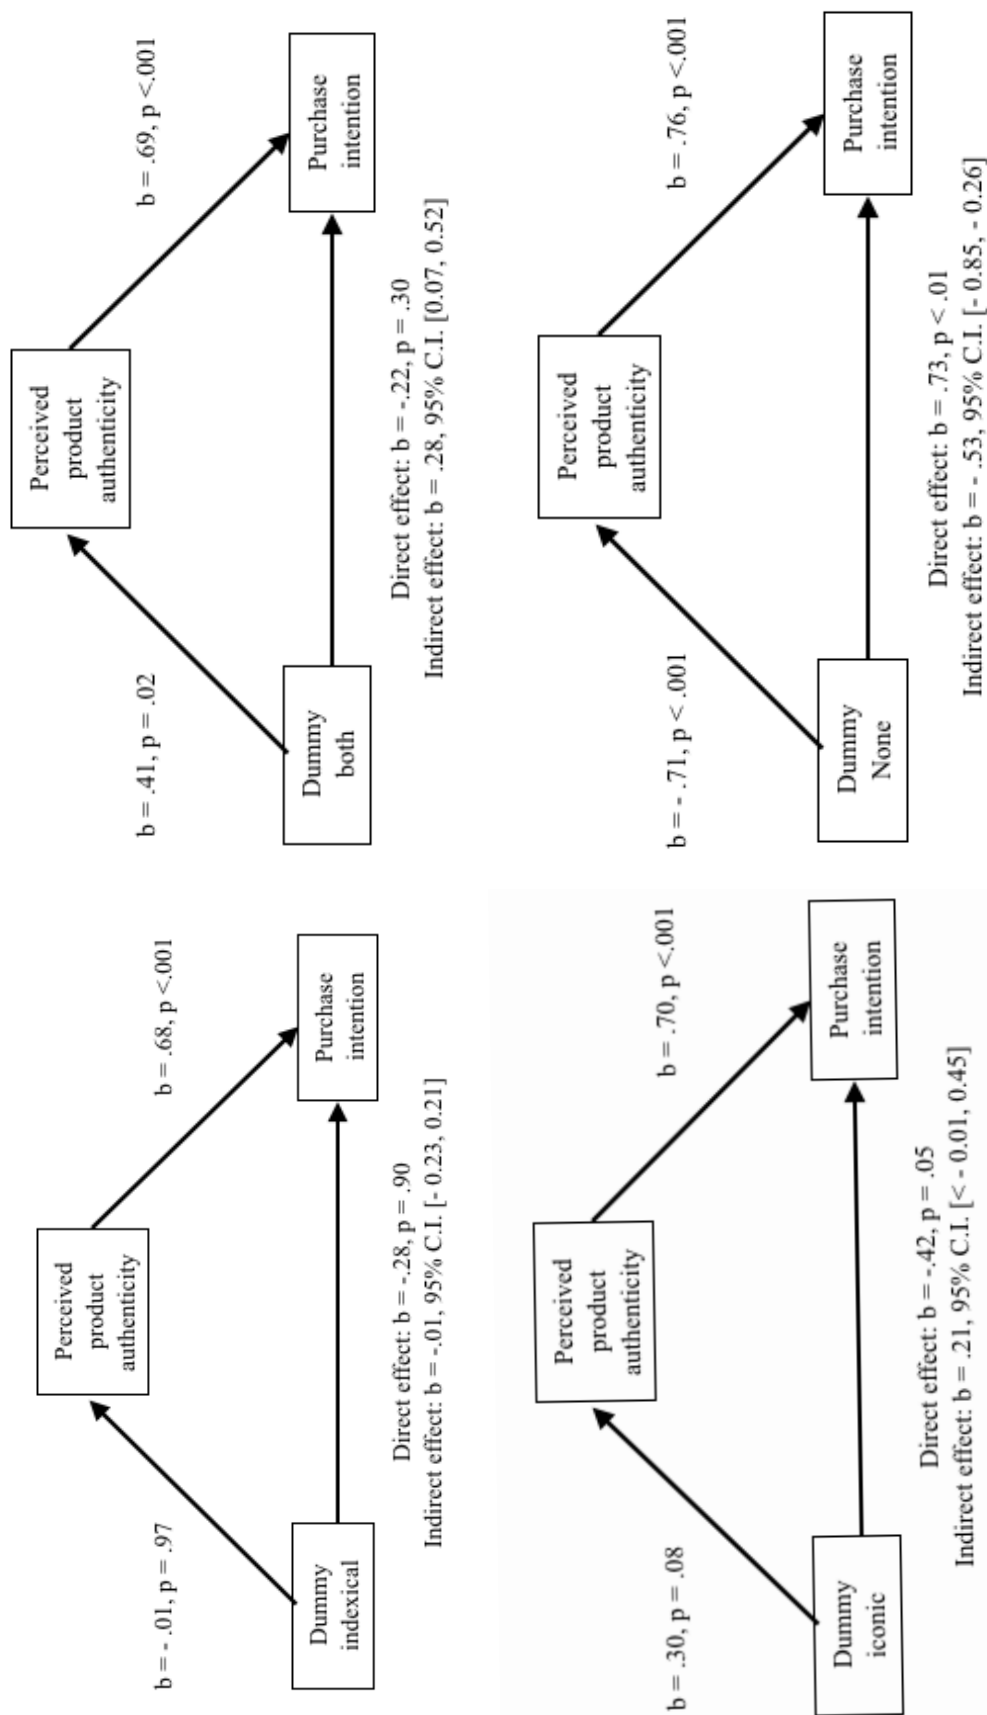 b = - .01, p = .97
Perceived
product
authenticity
b = .68, p <.001
Dummy
indexical
Purchase
intention
Direct effect: b = -.28, p = .90
Indirect effect: b = -.01, 95% C.I. [- 0.23, 0.21]
b = .41, p = .02
Perceived
product
authenticity
b = .69, p <.001
Dummy
both
Purchase
intention
Direct effect: b = -.22, p = .30
Indirect effect: b = .28, 95% C.I. [0.07, 0.52]
b = .30, p = .08
Perceived
product
authenticity
b = .70, p <.001
Dummy
iconic
Purchase
intention
Direct effect: b = -.42, p = .05
Indirect effect: b = .21, 95% C.I. [< - 0.01, 0.45]
b = - .71, p < .001
Perceived
product
authenticity
b = .76, p <.001
Dummy
None
Purchase
intention
Direct effect: b = .73, p < .01
Indirect effect: b = - .53, 95% C.I. [- 0.85, - 0.26]